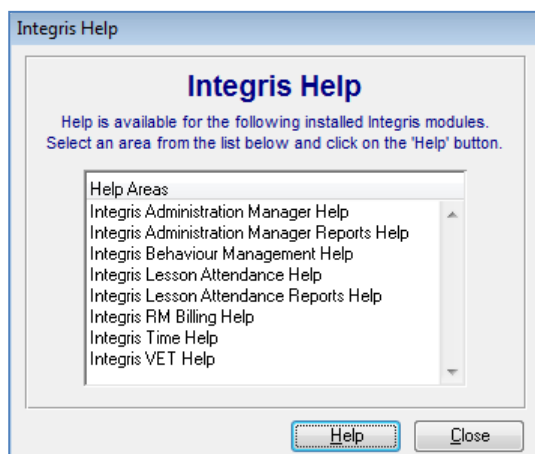 Integris Help
Integris Help
Help is available for the following installed Integris modules.
Select an area from the list below and click on the 'Help' button.
Help Areas
Integris Administration Manager Help
Integris Administration Manager Reports Help
Integris Behaviour Management Help
Integris Lesson Attendance Help
Integris Lesson Attendance Reports Help
Integris RM Billing Help
Integris Time Help
Integris VET Help
Help Close